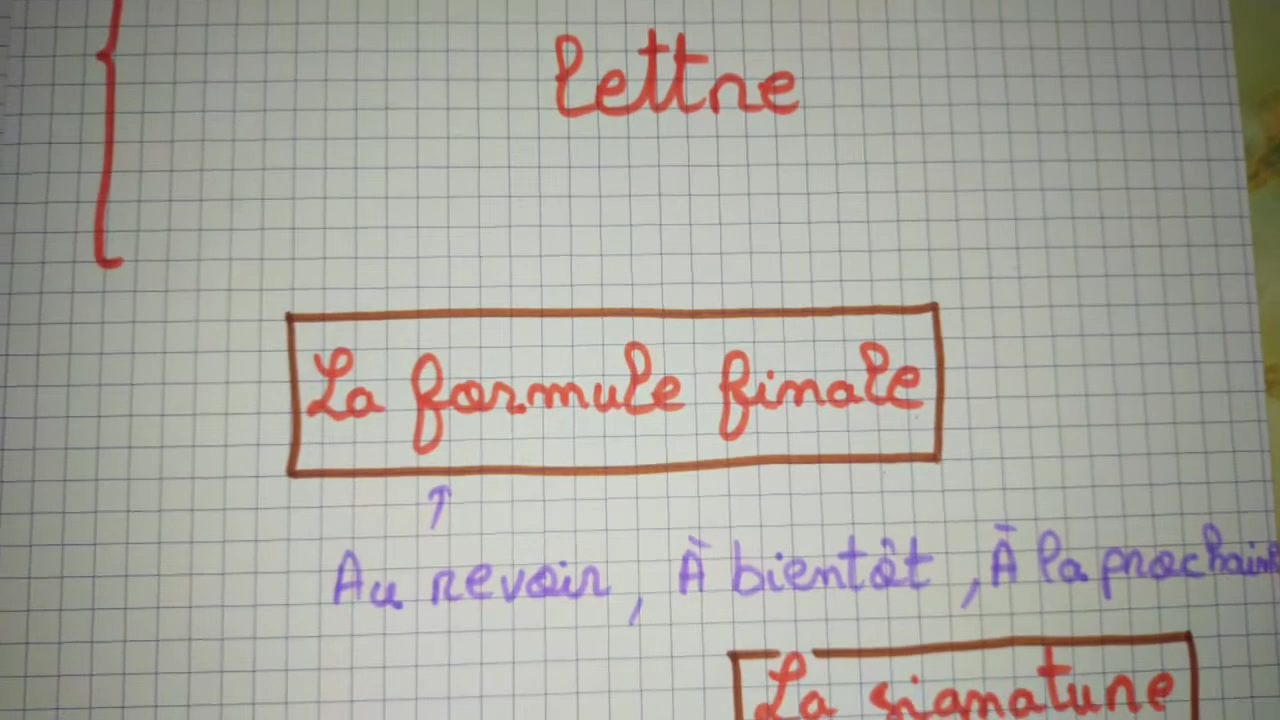 lettre
La formule finale
Au revoir, À bientôt, À la prochaine
La signature